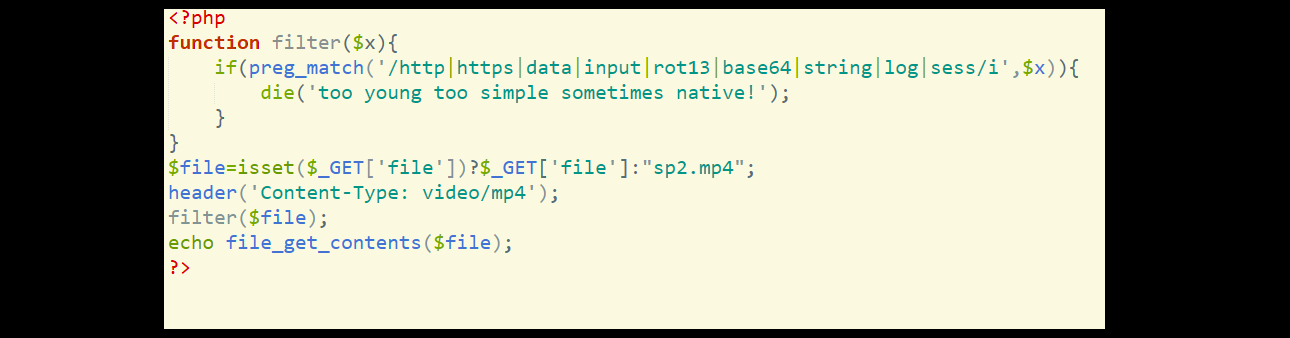 <?php
function filter($x){
    if(preg_match('/http|https|data|input|rot13|base64|string|log|sess/i',$x)){
        die('too young too simple sometimes native!');
    }
}
$file=isset($_GET['file'])?$_GET['file']:"sp2.mp4";
header('Content-Type: video/mp4');
filter($file);
echo file_get_contents($file);
?>